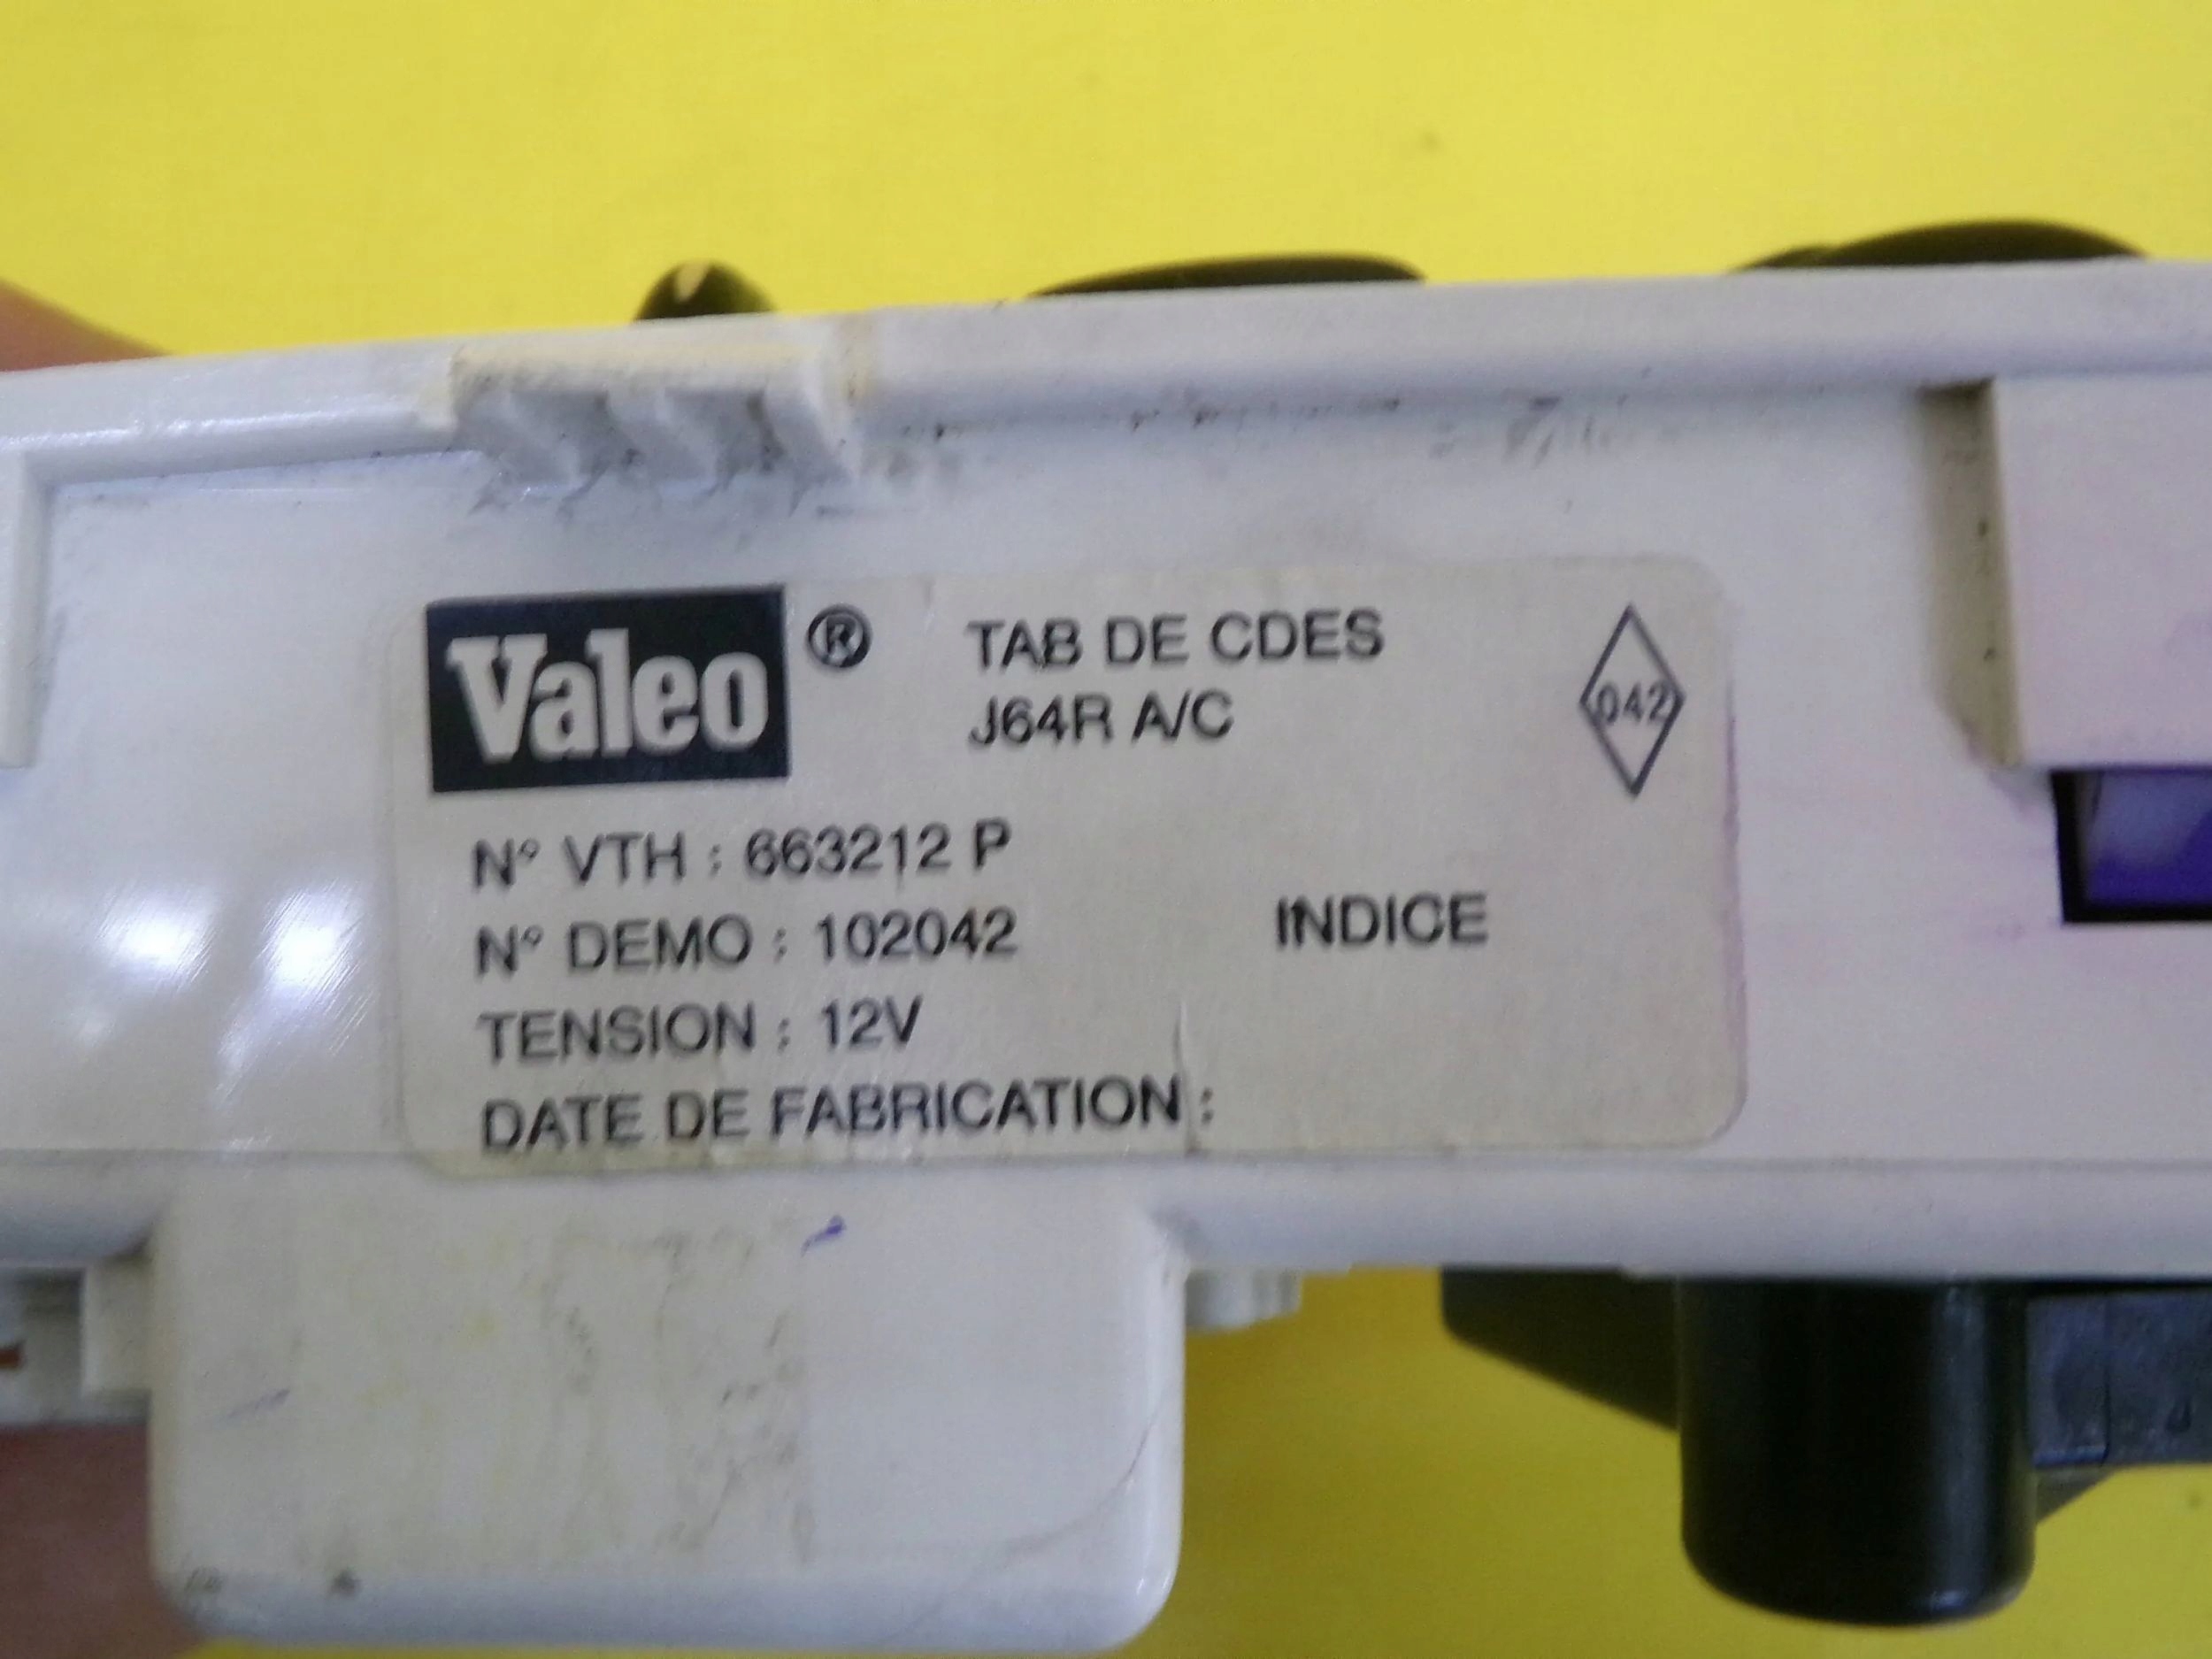 Valeo® TAB DE CDES
J64R A/C
042
N° VTH : 663212 P
N° DEMO : 102042 INDICE
TENSION : 12V
DATE DE FABRICATION :